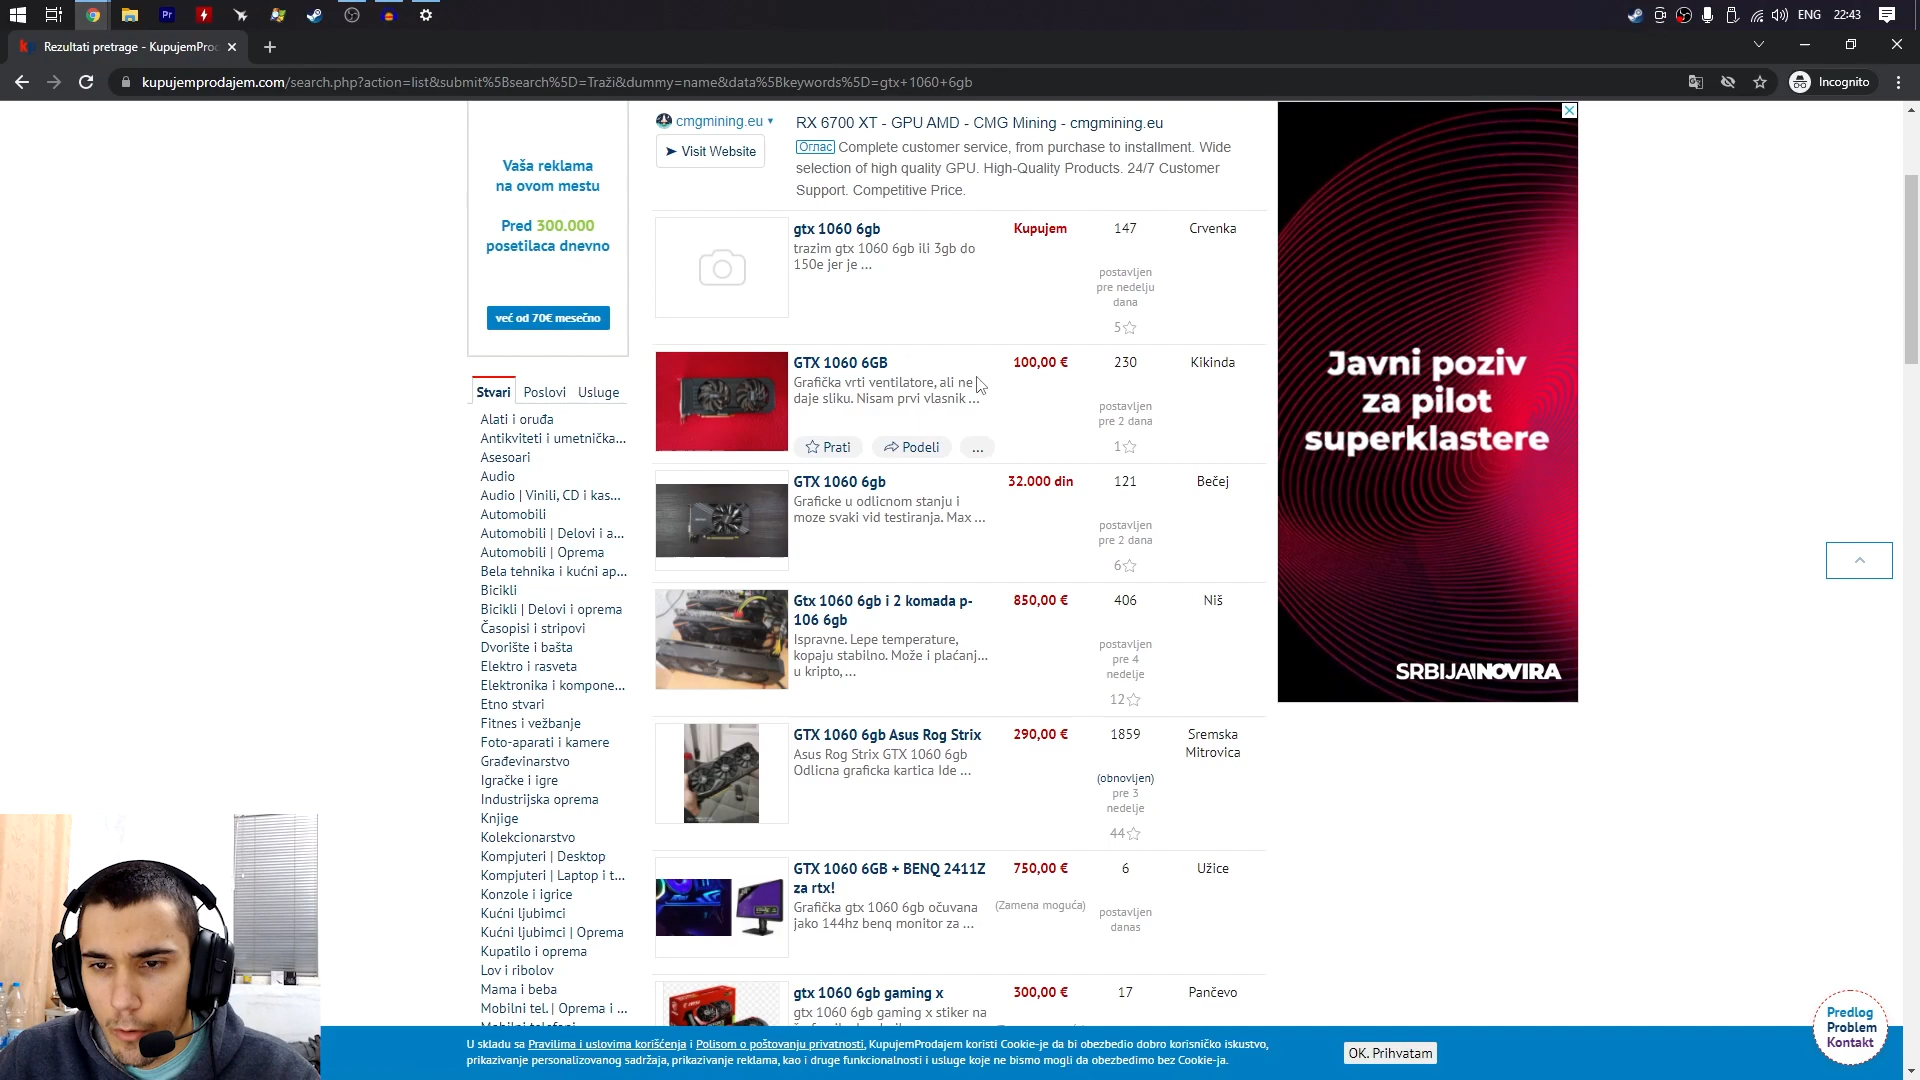 ENG
22:43
Rezultati pretrage - KupujemProd
kupujemprodajem.com/search.php?action=list&submit%5Bsearch%5D=Traži&dummy=name&data%5Bkeywords%5D=gtx+1060+6gb
Incognito
Vaša reklama
na ovom mestu
Pred 300.000
posetilaca dnevno
već od 70€ mesečno
Stvari
Poslovi
Usluge
Alati i oruđa
Antikviteti i umetnička...
Asesoari
Audio
Audio | Vinili, CD i kas...
Automobili
Automobili | Delovi i a...
Automobili | Oprema
Bela tehnika i kućni ap...
Bicikli
Bicikli | Delovi i oprema
Časopisi i stripovi
Dvorište i bašta
Elektro i rasveta
Elektronika i kompone...
Etno stvari
Fitnes i vežbanje
Foto-aparati i kamere
Građevinarstvo
Igračke i igre
Industrijska oprema
Knjige
Kolekcionarstvo
Kompjuteri | Desktop
Kompjuteri | Laptop i t...
Konzole i igrice
Kućni ljubimci
Kućni ljubimci | Oprema
Kupatilo i oprema
Lov i ribolov
Mama i beba
Mobilni tel. | Oprema i ...
cmgmining.eu
Visit Website
RX 6700 XT - GPU AMD - CMG Mining - cmgmining.eu
Оглас Complete customer service, from purchase to installment. Wide
selection of high quality GPU. High-Quality Products. 24/7 Customer
Support. Competitive Price.
gtx 1060 6gb
trazim gtx 1060 6gb ili 3gb do
150e jer je ...
Kupujem
147
postavljen
pre nedelju
dana
5
Crvenka
GTX 1060 6GB
Grafička vrti ventilatore, ali ne
daje sliku. Nisam prvi vlasnik ...
Prati
Podeli
...
100,00 €
230
postavljen
pre 2 dana
1
Kikinda
GTX 1060 6gb
Graficke u odlicnom stanju i
moze svaki vid testiranja. Max ...
32.000 din
121
postavljen
pre 2 dana
6
Bečej
Gtx 1060 6gb i 2 komada p-
106 6gb
Ispravne. Lepe temperature,
kopaju stabilno. Može i plaćanj...
u kripto, ...
850,00 €
406
postavljen
pre 4
nedelje
12
Niš
GTX 1060 6gb Asus Rog Strix
Asus Rog Strix GTX 1060 6gb
Odlicna graficka kartica Ide ...
290,00 €
1859
(obnovljen)
pre 3
nedelje
44
Sremska
Mitrovica
GTX 1060 6GB + BENQ 2411Z
za rtx!
Grafička gtx 1060 6gb očuvana
jako 144hz benq monitor za ...
750,00 €
(Zamena moguća)
6
postavljen
danas
Užice
gtx 1060 6gb gaming x
gtx 1060 6gb gaming x stiker na
300,00 €
17
Pančevo
Javni poziv
za pilot
superklastere
SRBIJAINOVIRA
Predlog
Problem
Kontakt
U skladu sa Pravilima i uslovima korišćenja i Polisom o poštovanju privatnosti, KupujemProdajem koristi Cookie-je da bi obezbedio dobro korisničko iskustvo,
prikazivanje personalizovanog sadržaja, prikazivanje reklama, kao i druge funkcionalnosti i usluge koje ne bismo mogli da obezbedimo bez Cookie-ja.
OK. Prihvatam